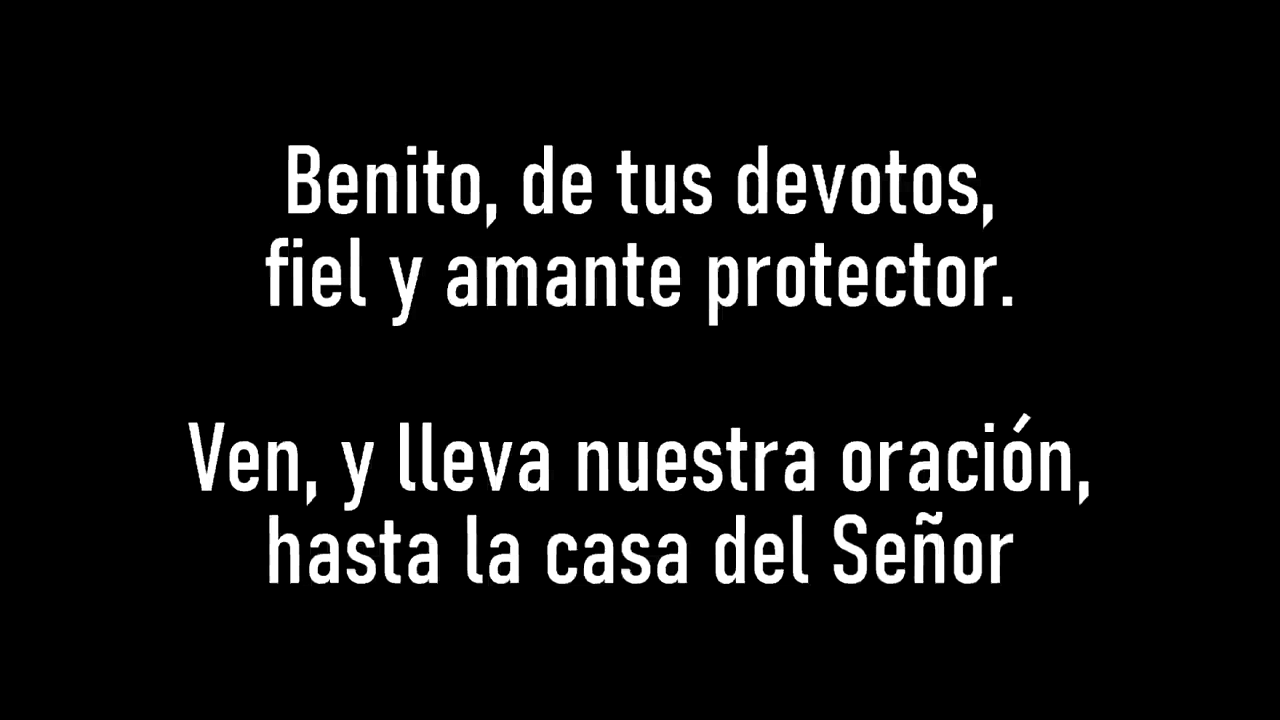 Benito, de tus devotos,
fiel y amante protector.
Ven, y lleva nuestra oración,
hasta la casa del Señor